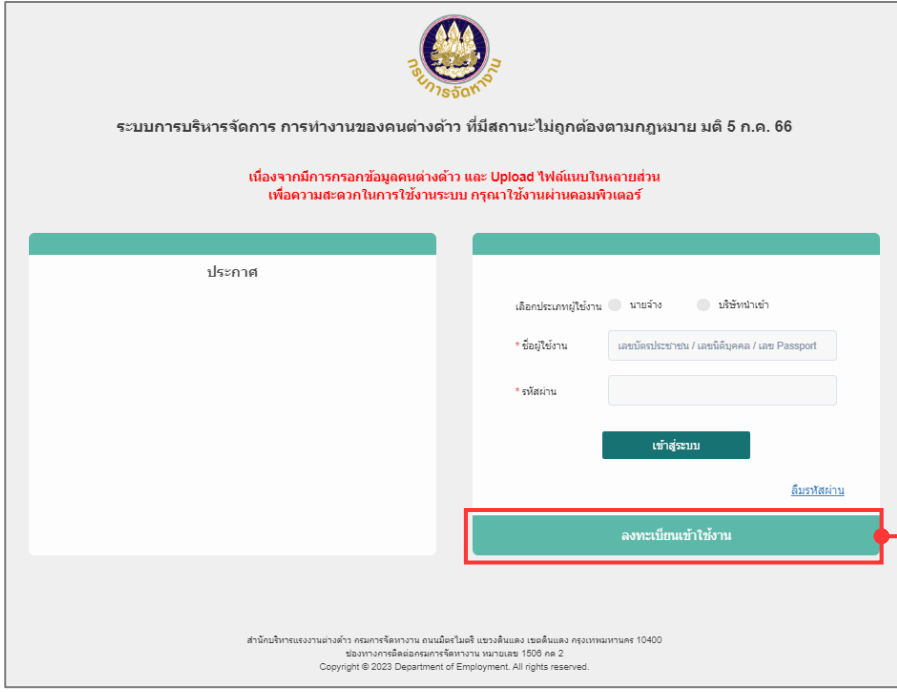 กรมการจัดหางาน
ระบบการบริหารจัดการ การทำงานของคนต่างด้าว ที่มีสถานะไม่ถูกต้องตามกฎหมาย มติ 5 ก.ค. 66
เนื่องจากมีการกรอกข้อมูลคนต่างด้าว และ Upload ไฟล์แนบในหลายส่วน
เพื่อความสะดวกในการใช้งานระบบ กรุณาใช้งานผ่านคอมพิวเตอร์
ประกาศ
เลือกประเภทผู้ใช้งาน นายจ้าง บริษัทนำเข้า
* ชื่อผู้ใช้งาน เลขบัตรประชาชน / เลขนิติบุคคล / เลข Passport
* รหัสผ่าน
เข้าสู่ระบบ
ลืมรหัสผ่าน
ลงทะเบียนเข้าใช้งาน
สำนักบริหารแรงงานต่างด้าว กรมการจัดหางาน ถนนมิตรไมตรี แขวงดินแดง เขตดินแดง กรุงเทพมหานคร 10400
ช่องทางการติดต่อกรมการจัดหางาน หมายเลข 1506 กด 2
Copyright © 2023 Department of Employment. All rights reserved.